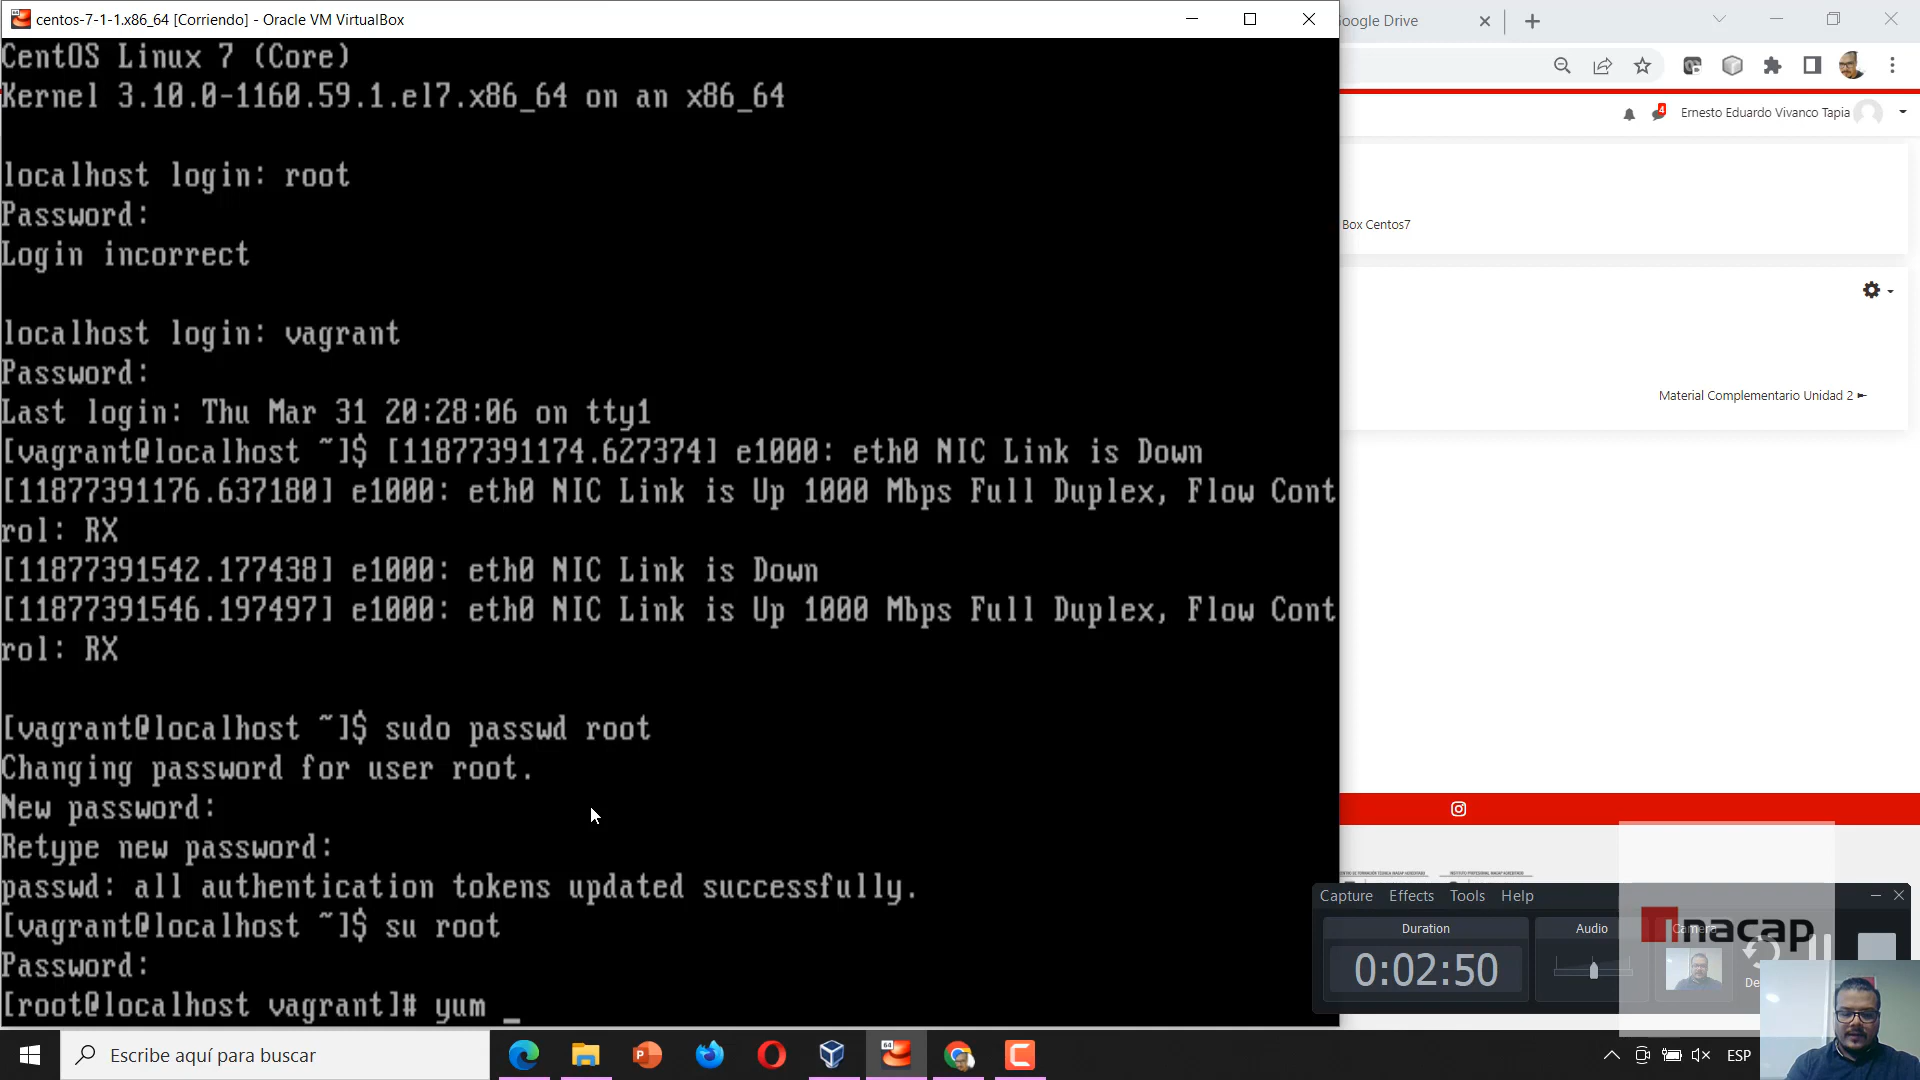 centos-7-1-1.x86_64 [Corriendo] - Oracle VM VirtualBox
oogle Drive
CentOS Linux 7 (Core)
Kernel 3.10.0-1160.59.1.el7.x86_64 on an x86_64
localhost login: root
Password:
Login incorrect
localhost login: vagrant
Password:
Last login: Thu Mar 31 20:28:06 on tty1
[vagrant@localhost ~]$ [11877391174.627374] e1000: eth0 NIC Link is Down
[11877391176.637180] e1000: eth0 NIC Link is Up 1000 Mbps Full Duplex, Flow Cont
rol: RX
[11877391542.177438] e1000: eth0 NIC Link is Down
[11877391546.197497] e1000: eth0 NIC Link is Up 1000 Mbps Full Duplex, Flow Cont
rol: RX
[vagrant@localhost ~]$ sudo passwd root
Changing password for user root.
New password:
Retype new password:
passwd: all authentication tokens updated successfully.
[vagrant@localhost ~]$ su root
Password:
[root@localhost vagrant]# yum _
4
Ernesto Eduardo Vivanco Tapia
Box Centos7
Material Complementario Unidad 2 ►
Capture Effects Tools Help
Duration
Audio
0:02:50
De
inacap
64
Escribe aquí para buscar
ESP